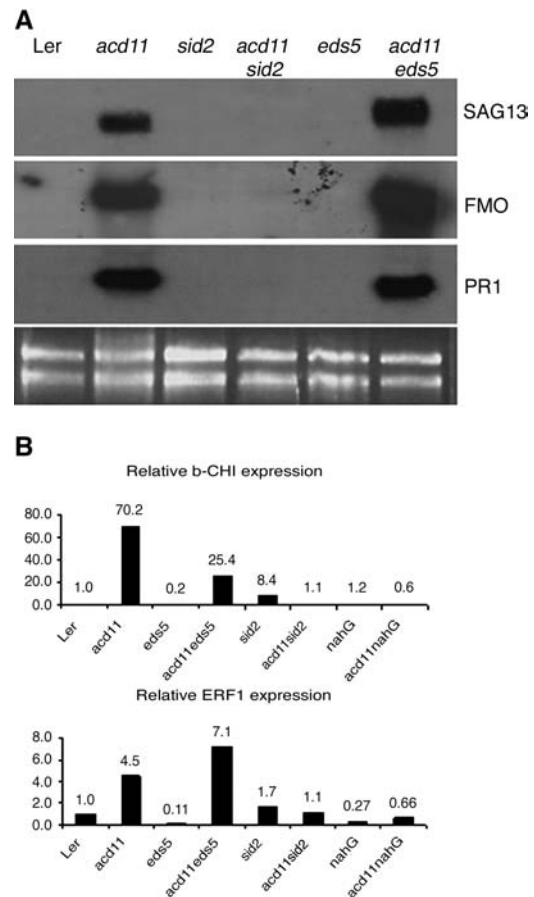 A
Ler acd11 sid2 acd11 sid2 eds5 acd11 eds5
SAG13
FMO
PR1
B
Relative b-CHI expression
80.0
60.0
40.0
20.0
0.0
1.0 70.2 0.2 25.4 8.4 1.1 1.2 0.6
Ler acd11 eds5 acd11eds5 sid2 acd11sid2 nahG acd11nahG
Relative ERF1 expression
8.0
6.0
4.0
2.0
0.0
1.0 4.5 0.11 7.1 1.7 1.1 0.27 0.66
Ler acd11 eds5 acd11eds5 sid2 acd11sid2 nahG acd11nahG